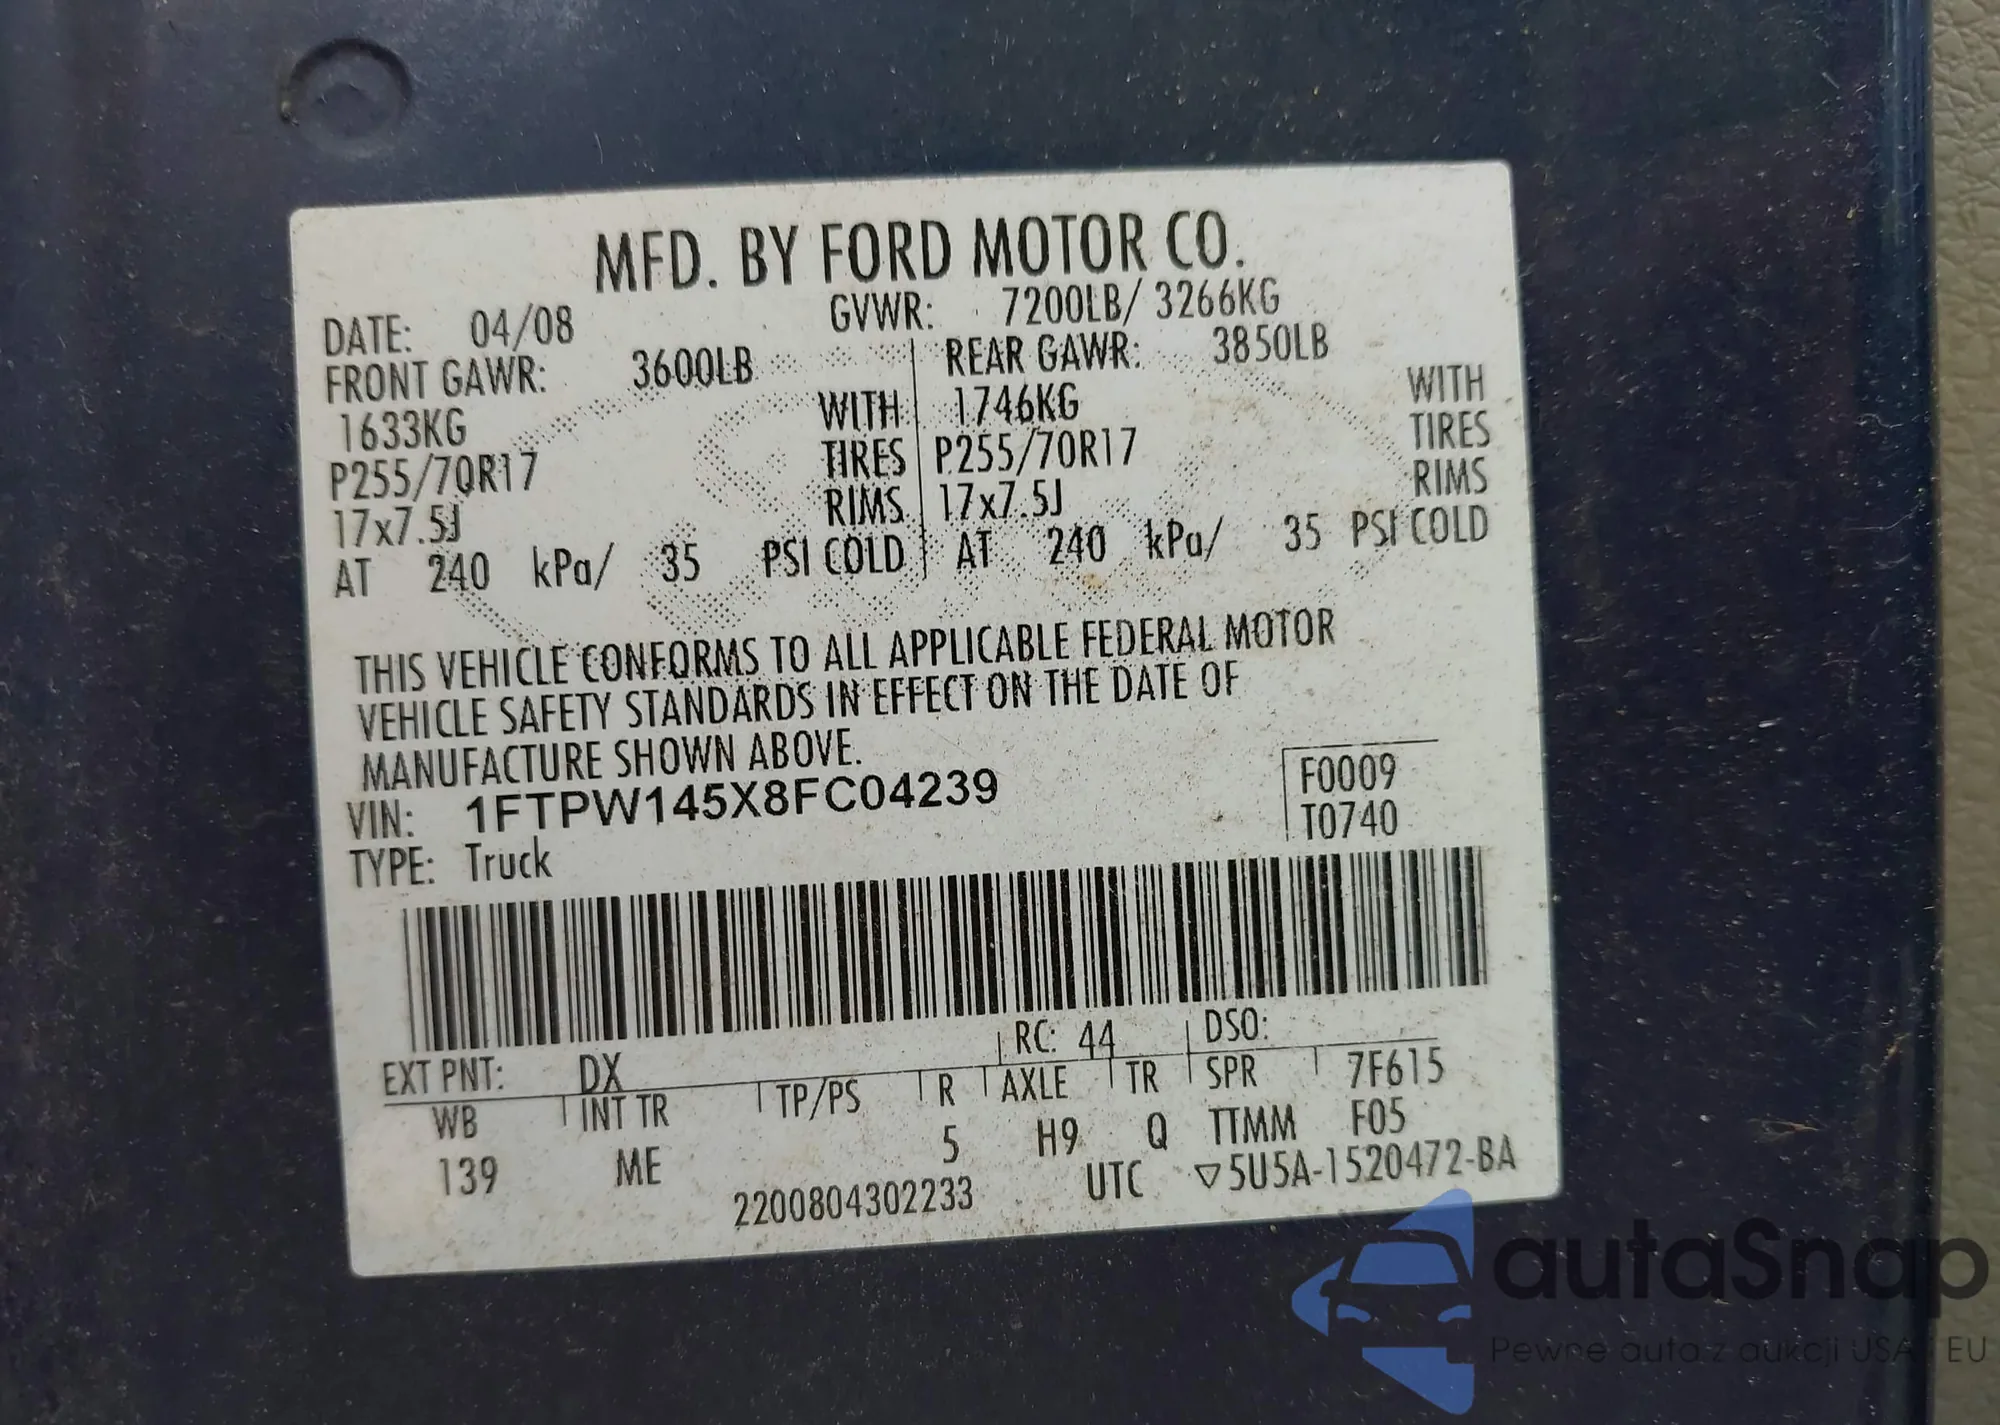 MFD. BY FORD MOTOR CO.
DATE: 04/08 GVWR: 7200LB/ 3266KG
FRONT GAWR: 3600LB REAR GAWR: 3850LB
1633KG WITH 1746KG WITH
P255/70R17 TIRES P255/70R17 TIRES
17x7.5J RIMS 17x7.5J RIMS
AT 240 kPa/ 35 PSI COLD AT 240 kPa/ 35 PSI COLD
THIS VEHICLE CONFORMS TO ALL APPLICABLE FEDERAL MOTOR
VEHICLE SAFETY STANDARDS IN EFFECT ON THE DATE OF
MANUFACTURE SHOWN ABOVE.
F0009
VIN: 1FTPW145X8FC04239
T0740
TYPE: Truck
EXT PNT: DX RC: 44 DSO:
WB INT TR TP/PS R AXLE TR SPR 7F615
139 ME 5 H9 Q TTMM F05
2200804302233 UTC ▽5U5A-1520472-BA
autaSnap
Pewne auta z aukcji USA i EU